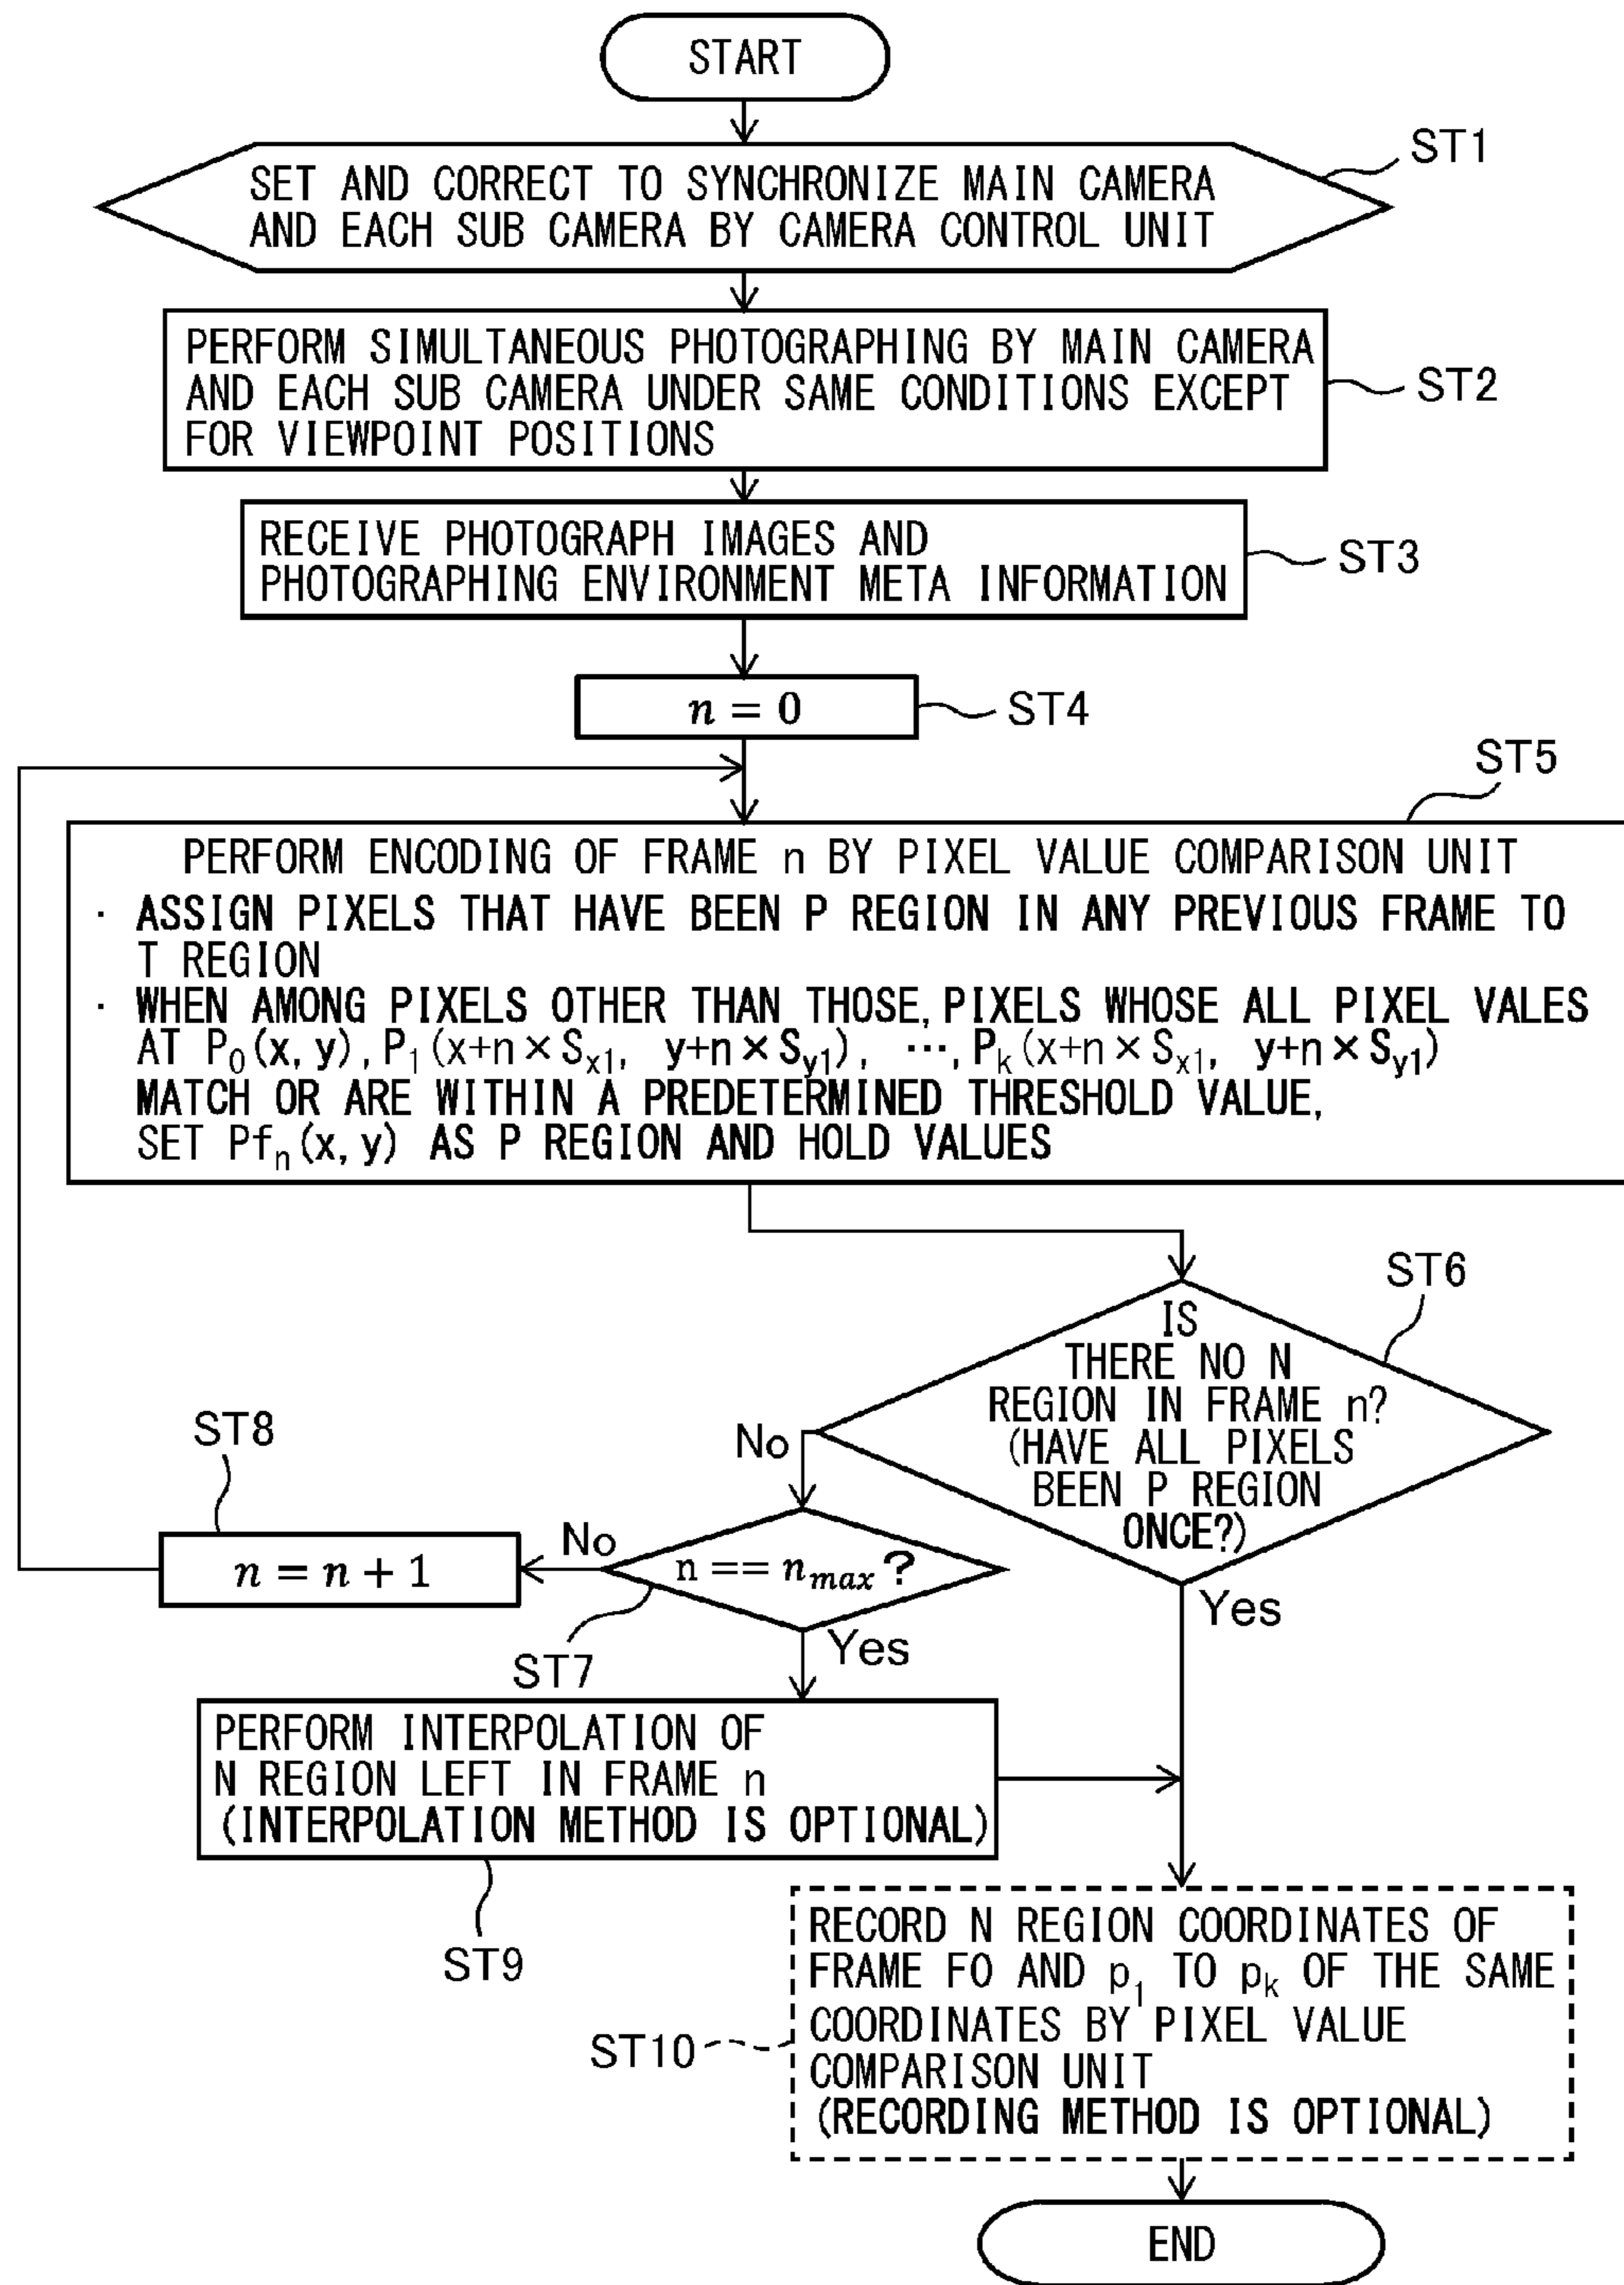 START
ST1
SET AND CORRECT TO SYNCHRONIZE MAIN CAMERA
AND EACH SUB CAMERA BY CAMERA CONTROL UNIT
PERFORM SIMULTANEOUS PHOTOGRAPHING BY MAIN CAMERA
AND EACH SUB CAMERA UNDER SAME CONDITIONS EXCEPT
FOR VIEWPOINT POSITIONS
ST2
RECEIVE PHOTOGRAPH IMAGES AND
PHOTOGRAPHING ENVIRONMENT META INFORMATION
ST3
n = 0
ST4
ST5
PERFORM ENCODING OF FRAME n BY PIXEL VALUE COMPARISON UNIT
· ASSIGN PIXELS THAT HAVE BEEN P REGION IN ANY PREVIOUS FRAME TO
T REGION
· WHEN AMONG PIXELS OTHER THAN THOSE, PIXELS WHOSE ALL PIXEL VALES
AT P₀(x, y), P₁(x+n×Sₓ₁, y+n×S_y1), ⋯, Pₖ(x+n×Sₓ₁, y+n×S_y1)
MATCH OR ARE WITHIN A PREDETERMINED THRESHOLD VALUE,
SET Pfₙ(x, y) AS P REGION AND HOLD VALUES
ST6
IS
THERE NO N
REGION IN FRAME n?
(HAVE ALL PIXELS
BEEN P REGION
ONCE?)
No
Yes
ST8
n = n + 1
No
n == n_max ?
ST7
Yes
PERFORM INTERPOLATION OF
N REGION LEFT IN FRAME n
(INTERPOLATION METHOD IS OPTIONAL)
ST9
RECORD N REGION COORDINATES OF
FRAME F0 AND p₁ TO pₖ OF THE SAME
COORDINATES BY PIXEL VALUE
COMPARISON UNIT
(RECORDING METHOD IS OPTIONAL)
ST10
END